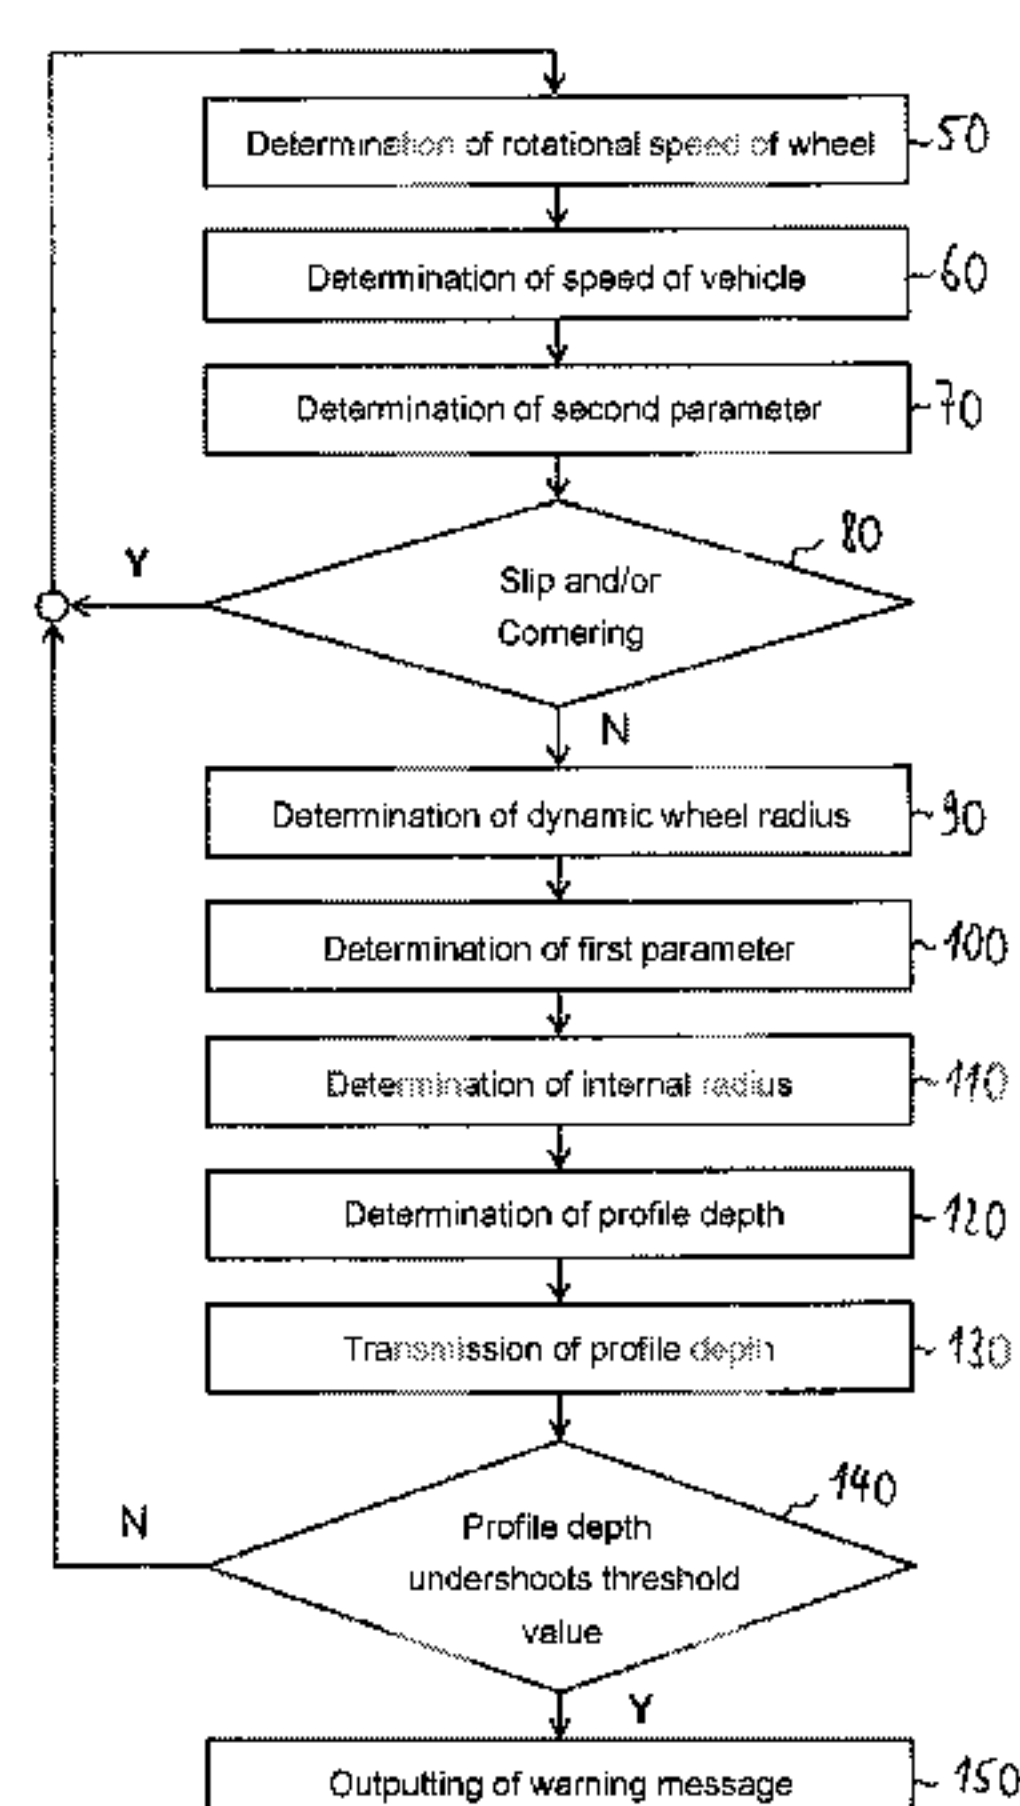 Determination of rotational speed of wheel
50
Determination of speed of vehicle
60
Determination of second parameter
70
80
Y
Slip and/or
Cornering
N
Determination of dynamic wheel radius
90
Determination of first parameter
100
Determination of internal radius
110
Determination of profile depth
120
Transmission of profile depth
130
140
N
Profile depth
undershoots threshold
value
Y
Outputting of warning message
150